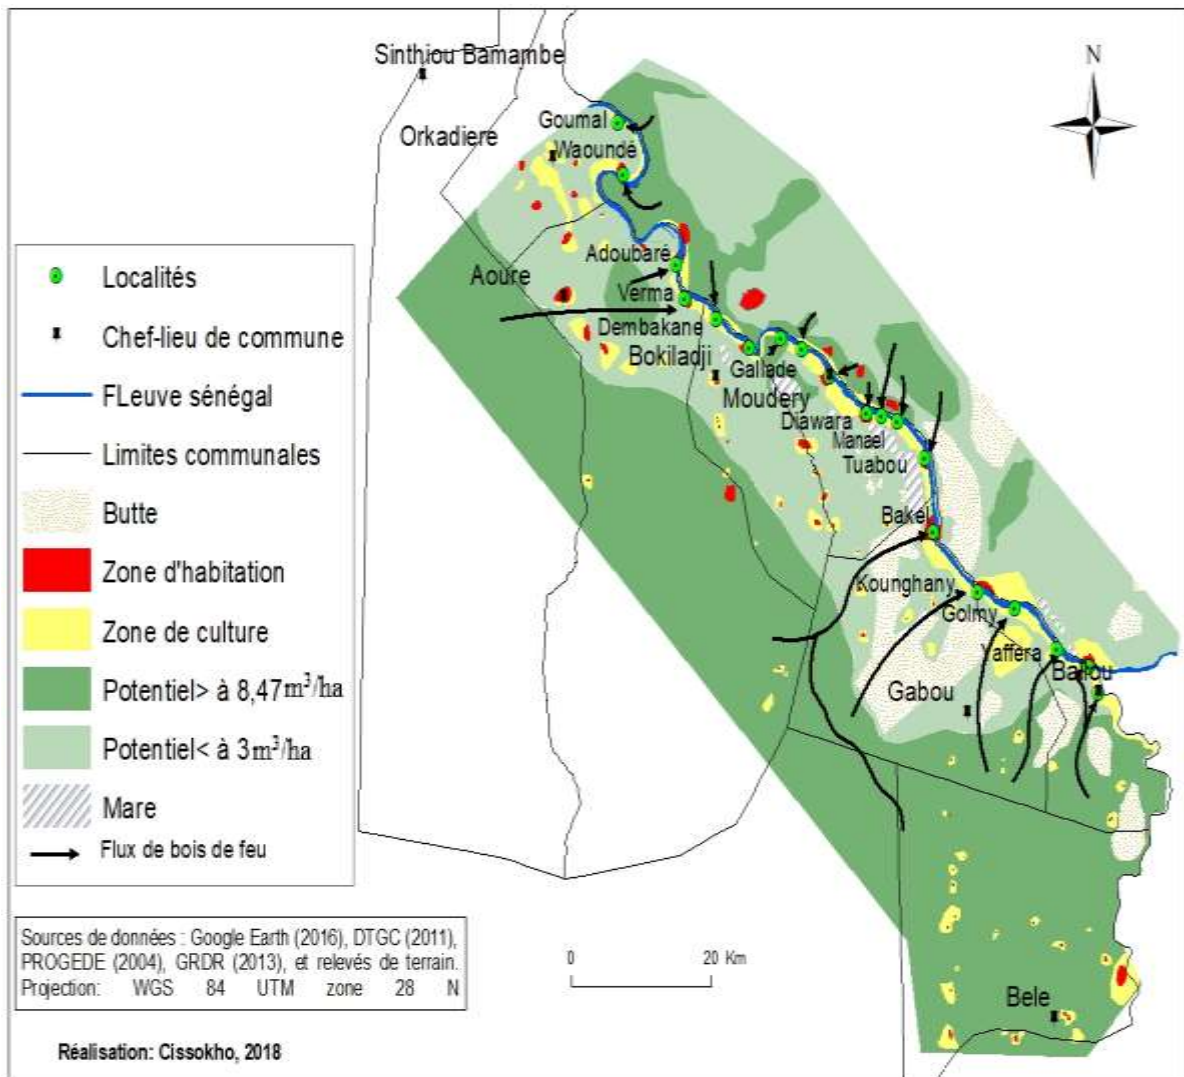 Sinthiou Bamambe
N
Goumal
Orkadiere
Waoundé
Adoubaré
Aoure
Verma
Dembakane
Bokiladji
Gallade
Moudery
Diawara
Manael
Tuabou
Bakel
Kounghany
Golmy
Yaffera
Ballou
Gabou
Bele
Localités
Chef-lieu de commune
FLeuve sénégal
Limites communales
Butte
Zone d'habitation
Zone de culture
Potentiel> à 8,47m³/ha
Potentiel< à 3m³/ha
Mare
Flux de bois de feu
Sources de données : Google Earth (2016), DTGC (2011),
PROGEDE (2004), GRDR (2013), et relevés de terrain.
Projection: WGS 84 UTM zone 28 N
0 20 Km
Réalisation: Cissokho, 2018